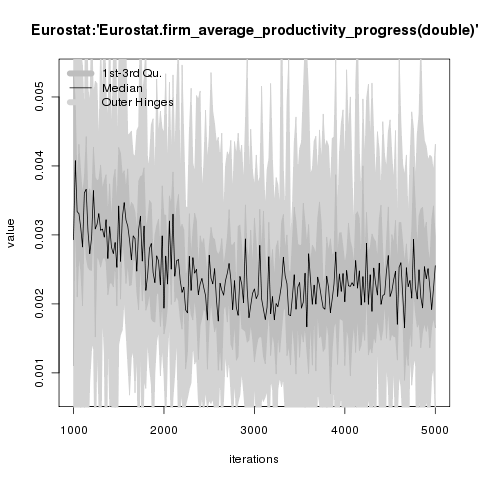 Eurostat:'Eurostat.firm_average_productivity_progress(double)'
1st-3rd Qu.
Median
Outer Hinges
0.005
0.004
0.003
0.002
0.001
value
1000 2000 3000 4000 5000
iterations